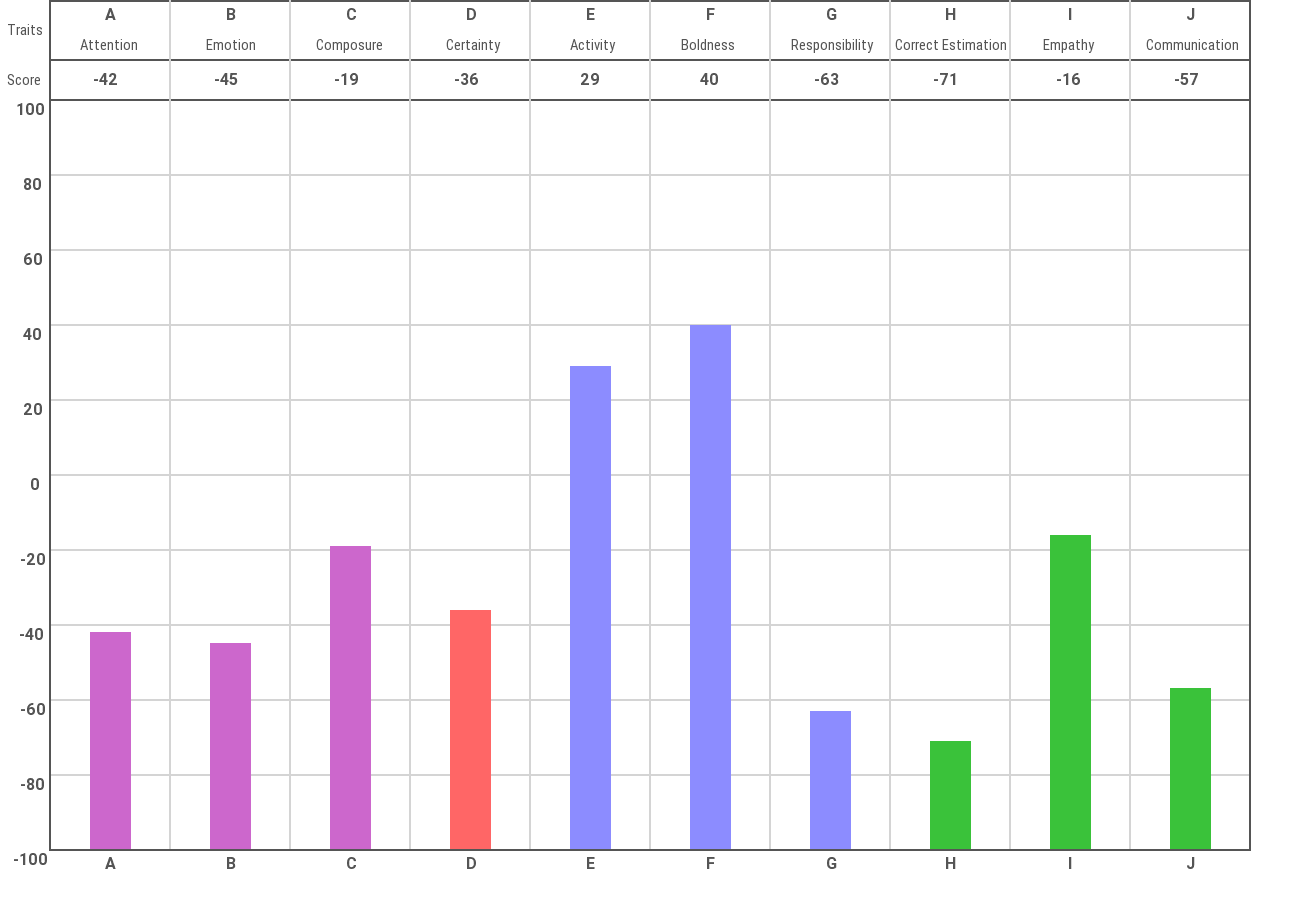 A B C D E F G H I J
Traits Attention Emotion Composure Certainty Activity Boldness Responsibility Correct Estimation Empathy Communication
Score -42 -45 -19 -36 29 40 -63 -71 -16 -57
100
80
60
40
20
0
-20
-40
-60
-80
-100
A B C D E F G H I J